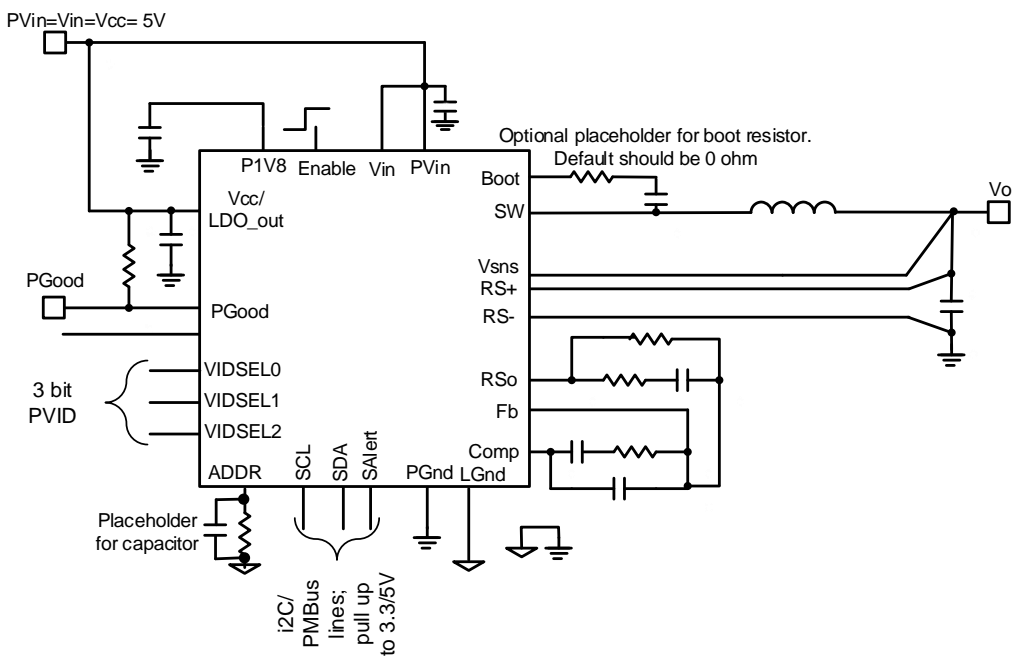 PVin=Vin=Vcc= 5V
Optional placeholder for boot resistor.
Default should be 0 ohm
P1V8
Enable
Vin
PVin
Boot
Vcc/
LDO_out
SW
Vo
Vsns
RS+
RS-
PGood
PGood
VIDSEL0
VIDSEL1
VIDSEL2
3 bit
PVID
RSo
Fb
Comp
ADDR
SCL
SDA
SAlert
PGnd
LGnd
Placeholder
for capacitor
i2C/
PMBus
lines;
pull up
to 3.3/5V